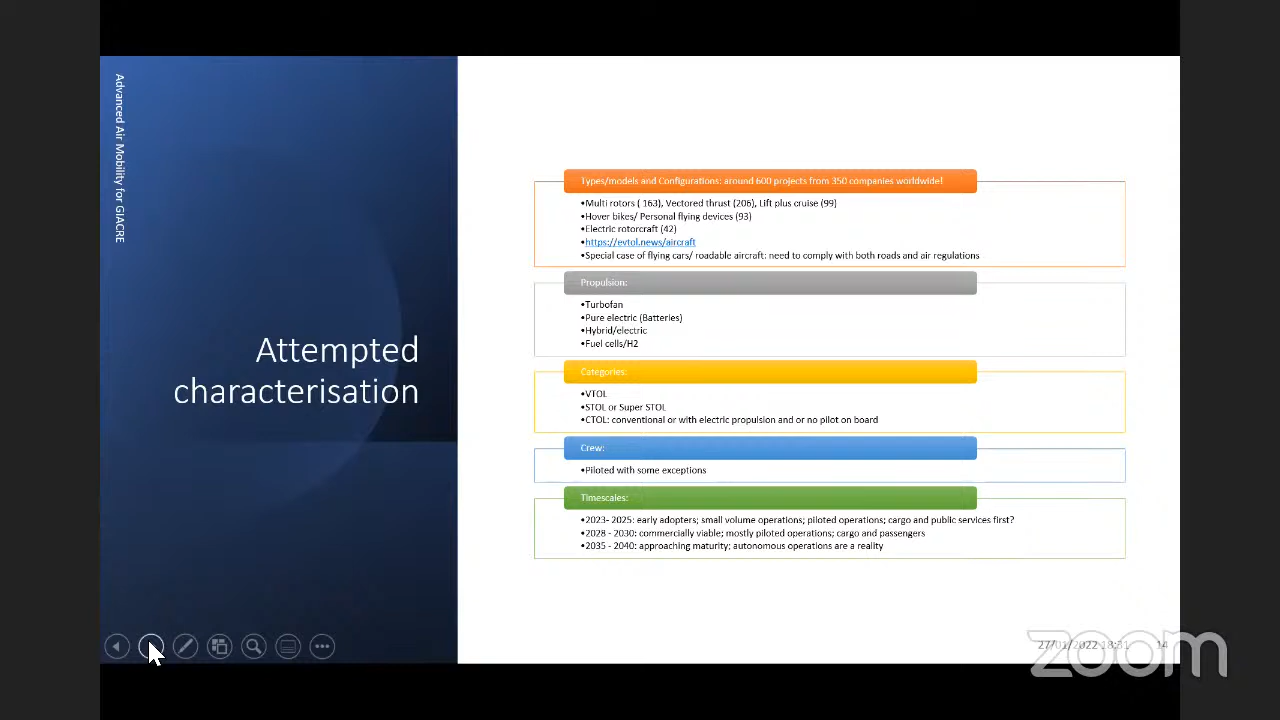 Advanced Air Mobility for GIACRE
Attempted
characterisation
Types/models and Configurations: around 600 projects from 350 companies worldwide!
•Multi rotors ( 163), Vectored thrust (206), Lift plus cruise (99)
•Hover bikes/ Personal flying devices (93)
•Electric rotorcraft (42)
•https://evtol.news/aircraft
•Special case of flying cars/ roadable aircraft: need to comply with both roads and air regulations
Propulsion:
•Turbofan
•Pure electric (Batteries)
•Hybrid/electric
•Fuel cells/H2
Categories:
•VTOL
•STOL or Super STOL
•CTOL: conventional or with electric propulsion and or no pilot on board
Crew:
•Piloted with some exceptions
Timescales:
•2023- 2025: early adopters; small volume operations; piloted operations; cargo and public services first?
•2028 - 2030: commercially viable; mostly piloted operations; cargo and passengers
•2035 - 2040: approaching maturity; autonomous operations are a reality
27/01/2022 18:31 14
zoom